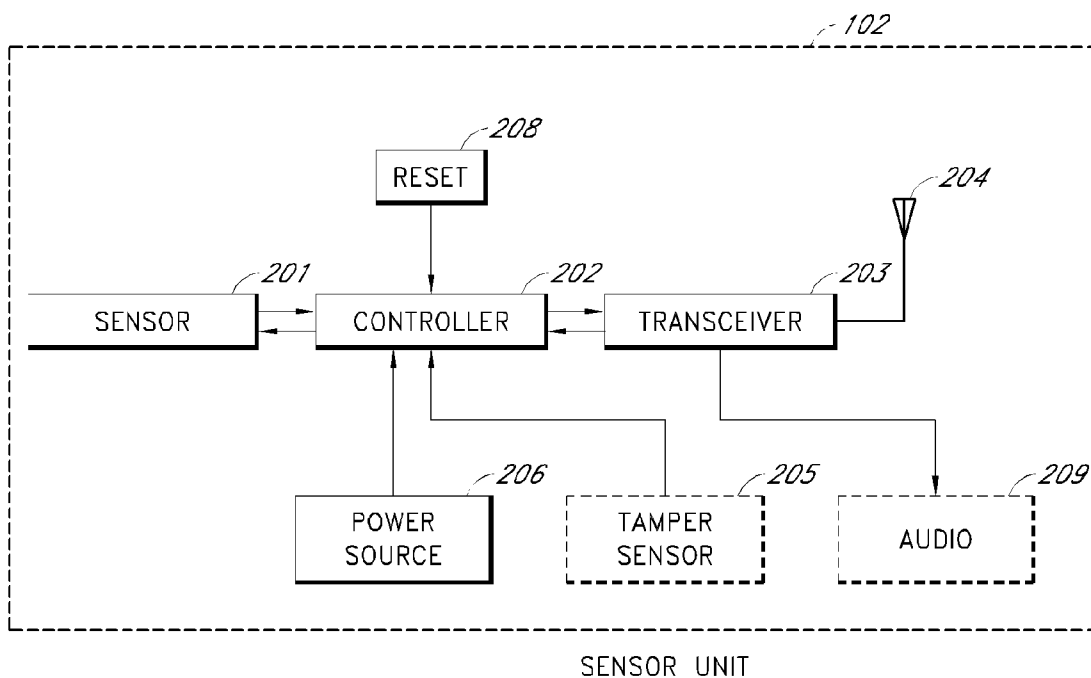 102
208
RESET
204
201
202
203
SENSOR
CONTROLLER
TRANSCEIVER
206
205
209
POWER
SOURCE
TAMPER
SENSOR
AUDIO
SENSOR UNIT